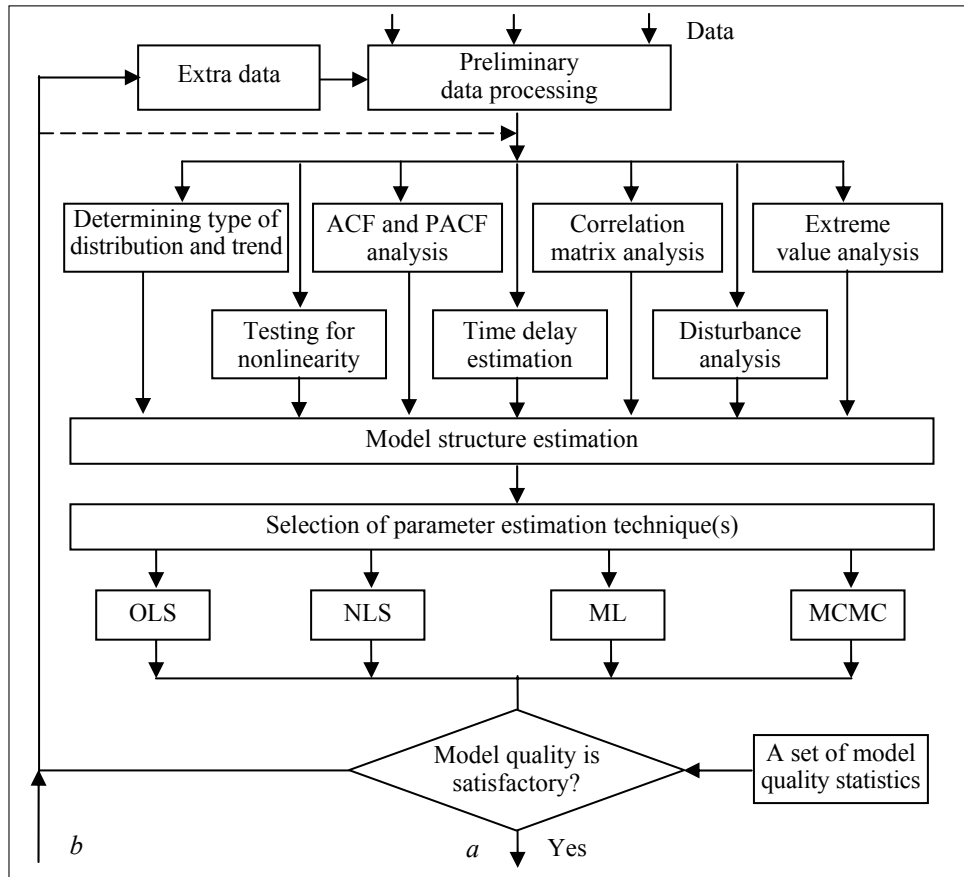 Data
Extra data
Preliminary
data processing
Determining type of
distribution and trend
ACF and PACF
analysis
Correlation
matrix analysis
Extreme
value analysis
Testing for
nonlinearity
Time delay
estimation
Disturbance
analysis
Model structure estimation
Selection of parameter estimation technique(s)
OLS
NLS
ML
MCMC
Model quality is
satisfactory?
A set of model
quality statistics
b
a
Yes